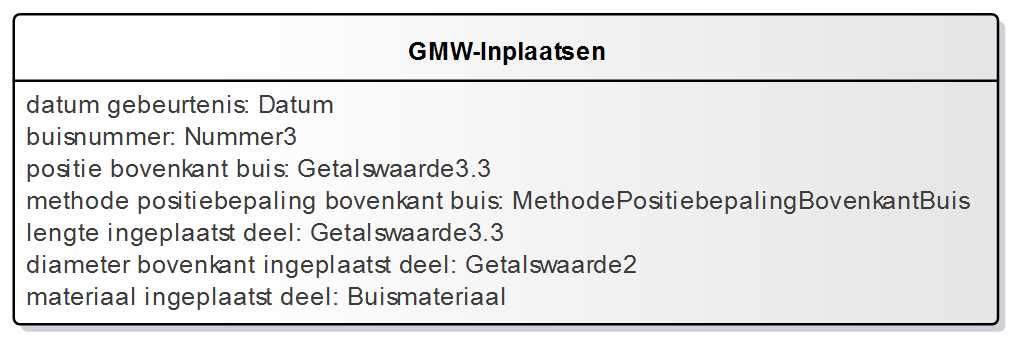 GMW-Inplaatsen
datum gebeurtenis: Datum
buisnummer: Nummer3
positie bovenkant buis: Getalswaarde3.3
methode positiebepaling bovenkant buis: MethodePositiebepalingBovenkantBuis
lengte ingeplaatst deel: Getalswaarde3.3
diameter bovenkant ingeplaatst deel: Getalswaarde2
materiaal ingeplaatst deel: Buismateriaal